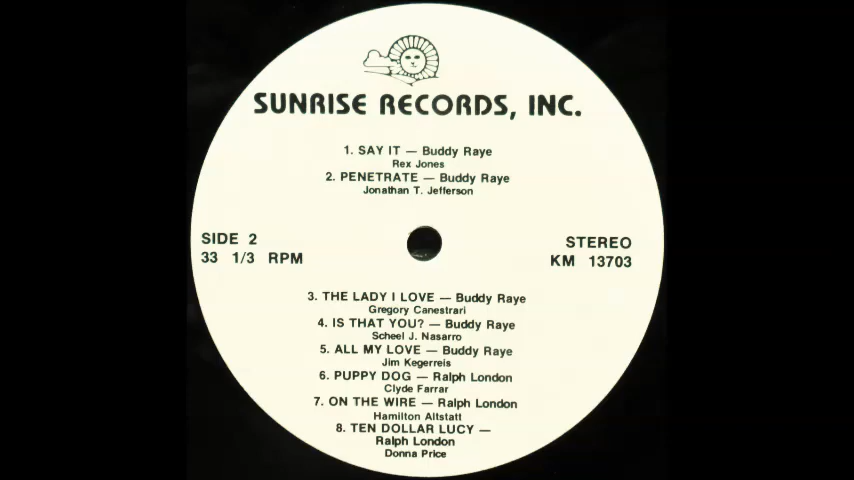 SUNRISE RECORDS, INC.
1. SAY IT — Buddy Raye
Rex Jones
2. PENETRATE — Buddy Raye
Jonathan T. Jefferson
SIDE 2
33 1/3 RPM
STEREO
KM 13703
3. THE LADY I LOVE — Buddy Raye
Gregory Canestrari
4. IS THAT YOU? — Buddy Raye
Scheel J. Nasarro
5. ALL MY LOVE — Buddy Raye
Jim Kegerreis
6. PUPPY DOG — Ralph London
Clyde Farrar
7. ON THE WIRE — Ralph London
Hamilton Altstatt
8. TEN DOLLAR LUCY —
Ralph London
Donna Price